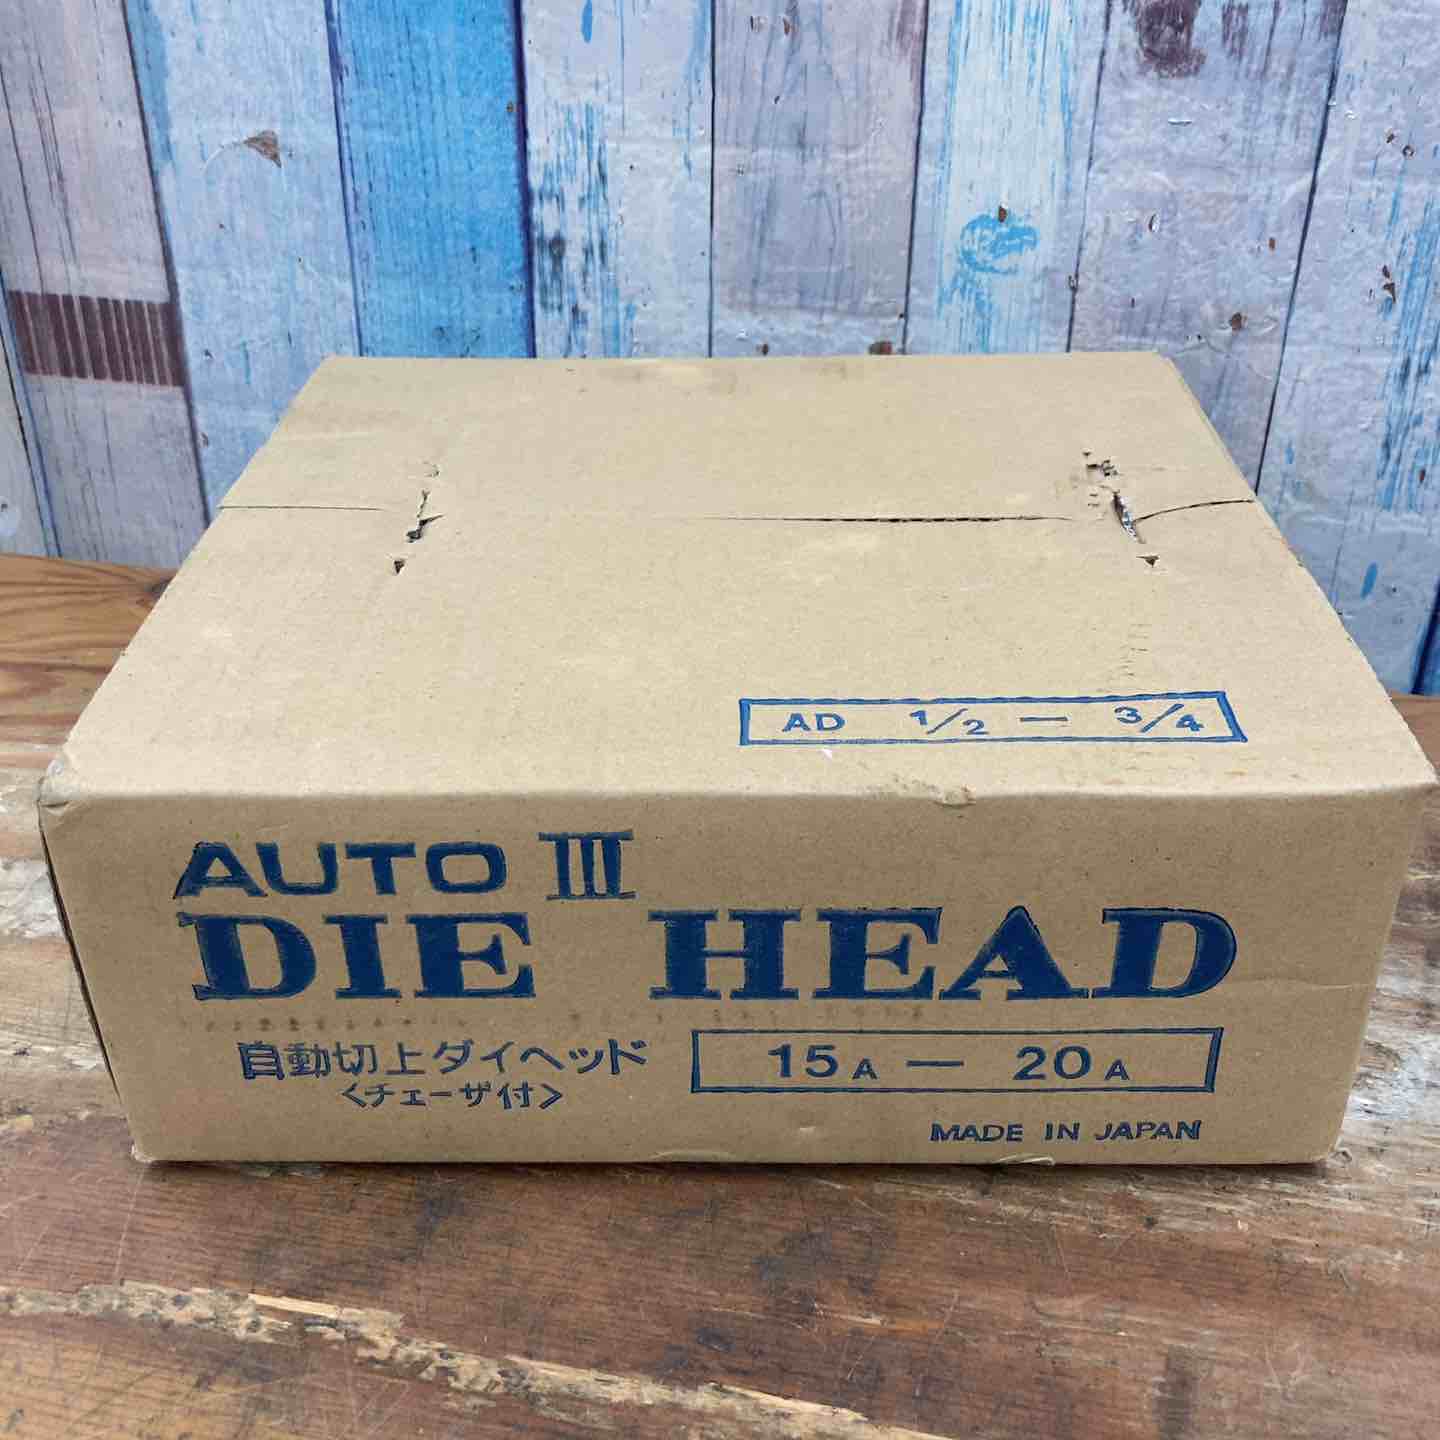 AD 1/2 — 3/4
AUTO III
DIE HEAD
自動切上ダイヘッド
<チェーザ付>
15A — 20A
MADE IN JAPAN